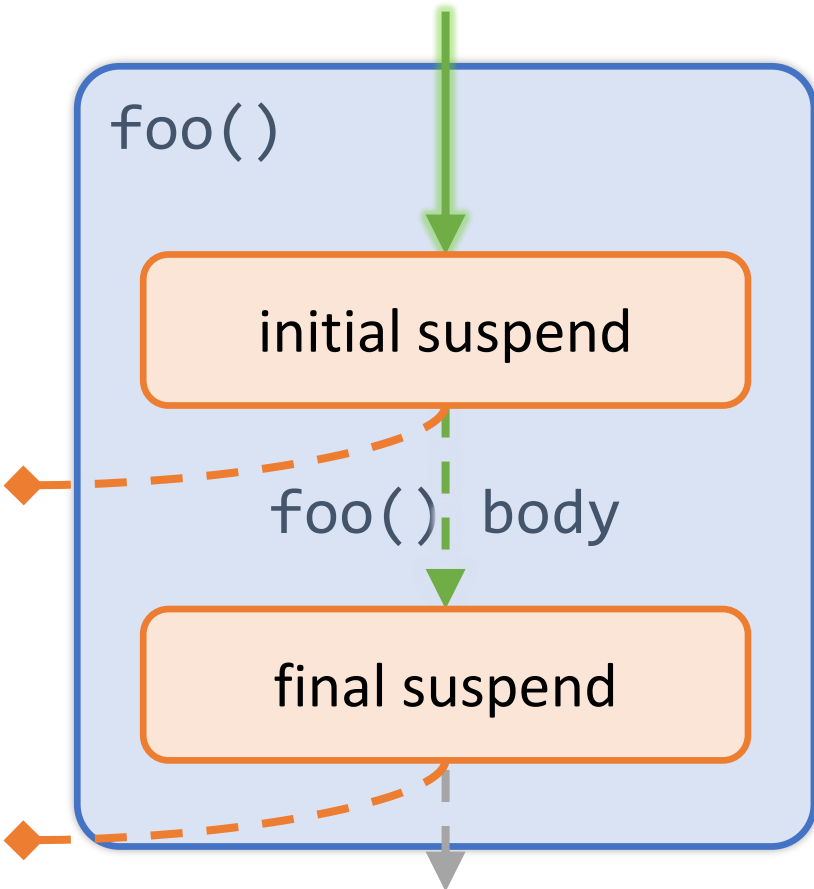 foo()
initial suspend
foo() body
final suspend